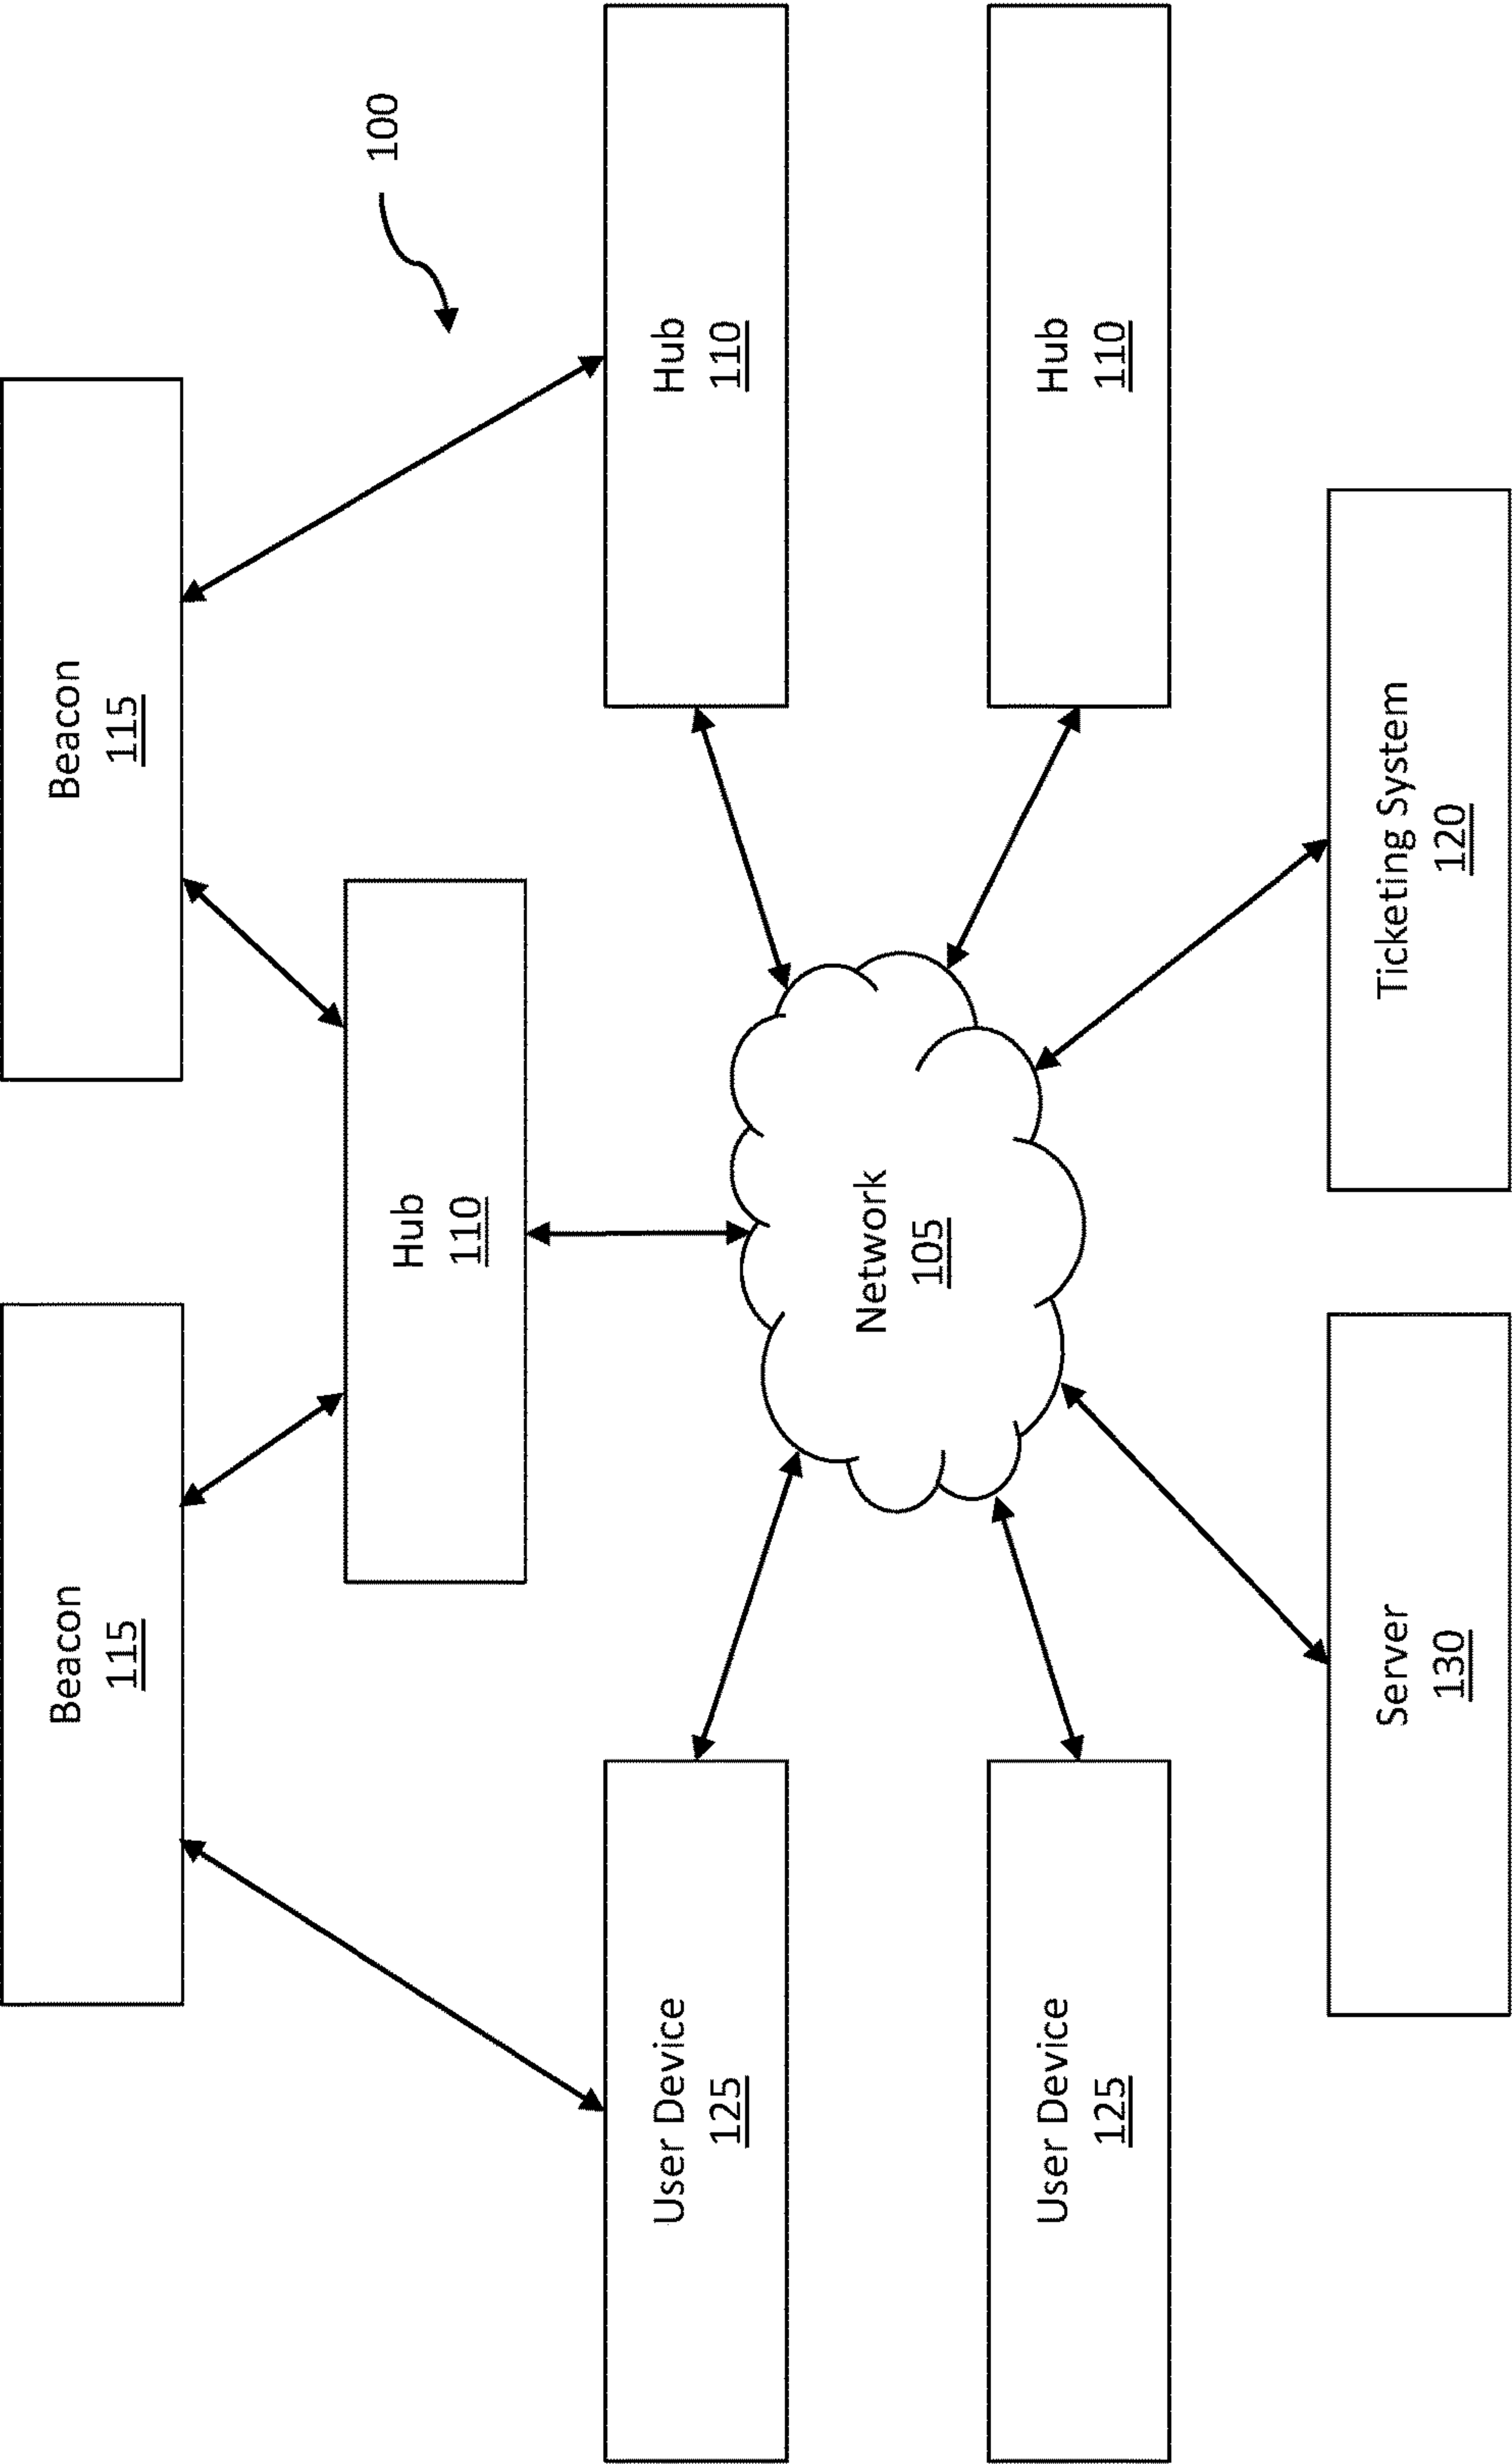 Beacon
115
Beacon
115
100
Hub
110
User Device
125
Hub
110
Network
105
User Device
125
Hub
110
Server
130
Ticketing System
120